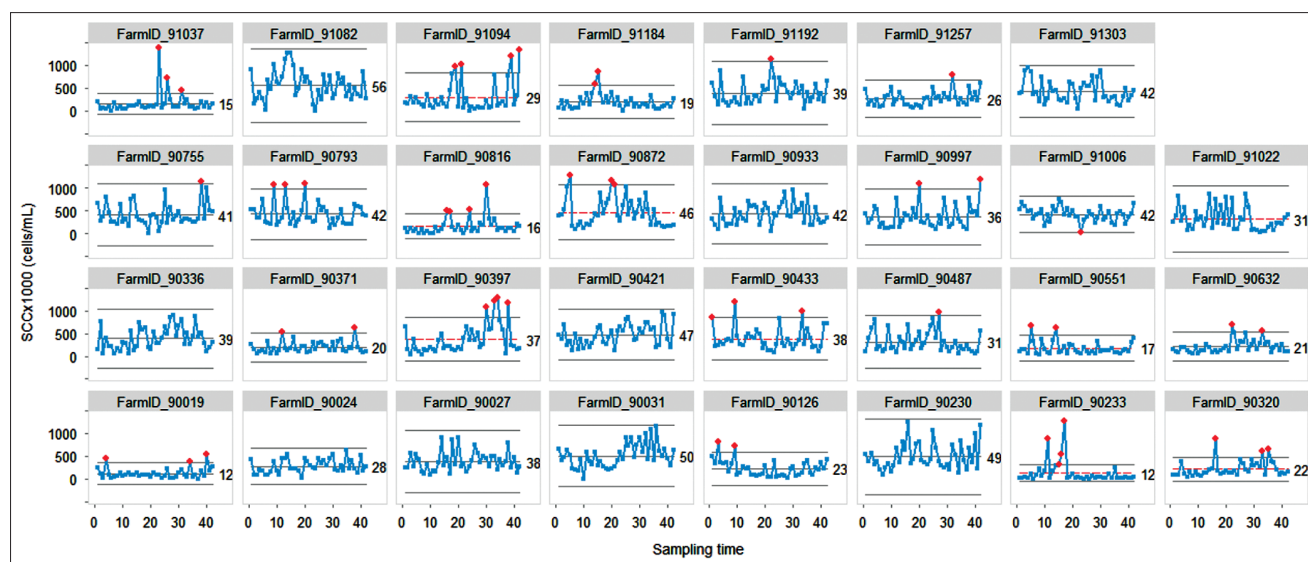 FarmID_91037 FarmID_91082 FarmID_91094 FarmID_91184 FarmID_91192 FarmID_91257 FarmID_91303
1000
500
0
15 56 29 19 39 26 42
FarmID_90755 FarmID_90793 FarmID_90816 FarmID_90872 FarmID_90933 FarmID_90997 FarmID_91006 FarmID_91022
1000
500
0
41 42 16 46 42 36 42 31
SCCx1000 (cells/mL)
FarmID_90336 FarmID_90371 FarmID_90397 FarmID_90421 FarmID_90433 FarmID_90487 FarmID_90551 FarmID_90632
1000
500
0
39 20 37 47 38 31 17 21
FarmID_90019 FarmID_90024 FarmID_90027 FarmID_90031 FarmID_90126 FarmID_90230 FarmID_90233 FarmID_90320
1000
500
0
12 28 38 50 23 49 12 22
0 10 20 30 40 0 10 20 30 40 0 10 20 30 40 0 10 20 30 40 0 10 20 30 40 0 10 20 30 40 0 10 20 30 40 0 10 20 30 40
Sampling time